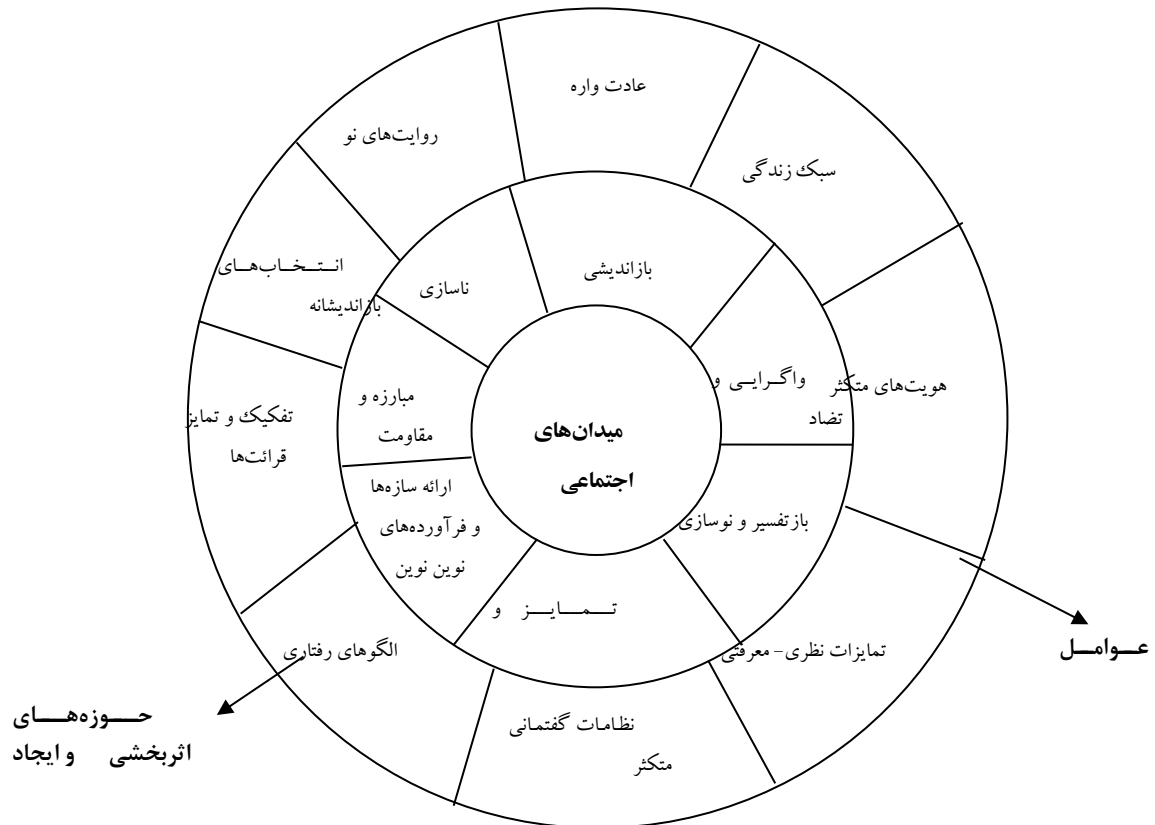 عادت واره
روایت‌های نو
سبک زندگی
انتخاب‌های
بازاندیشانه
ناسازی
بازاندیشی
واگرایی و
تضاد
هویت‌های متکثر
تفکیک و تمایز
قرائت‌ها
مبارزه و
مقاومت
میدان‌های
اجتماعی
ارائه سازه‌ها
و فرآورده‌های
نوین نوین
بازتفسیر و نوسازی
تمایز و
الگوهای رفتاری
تمایزات نظری- معرفتی
نظامات گفتمانی
متکثر
عوامل
حوزه‌های
اثربخشی و ایجاد